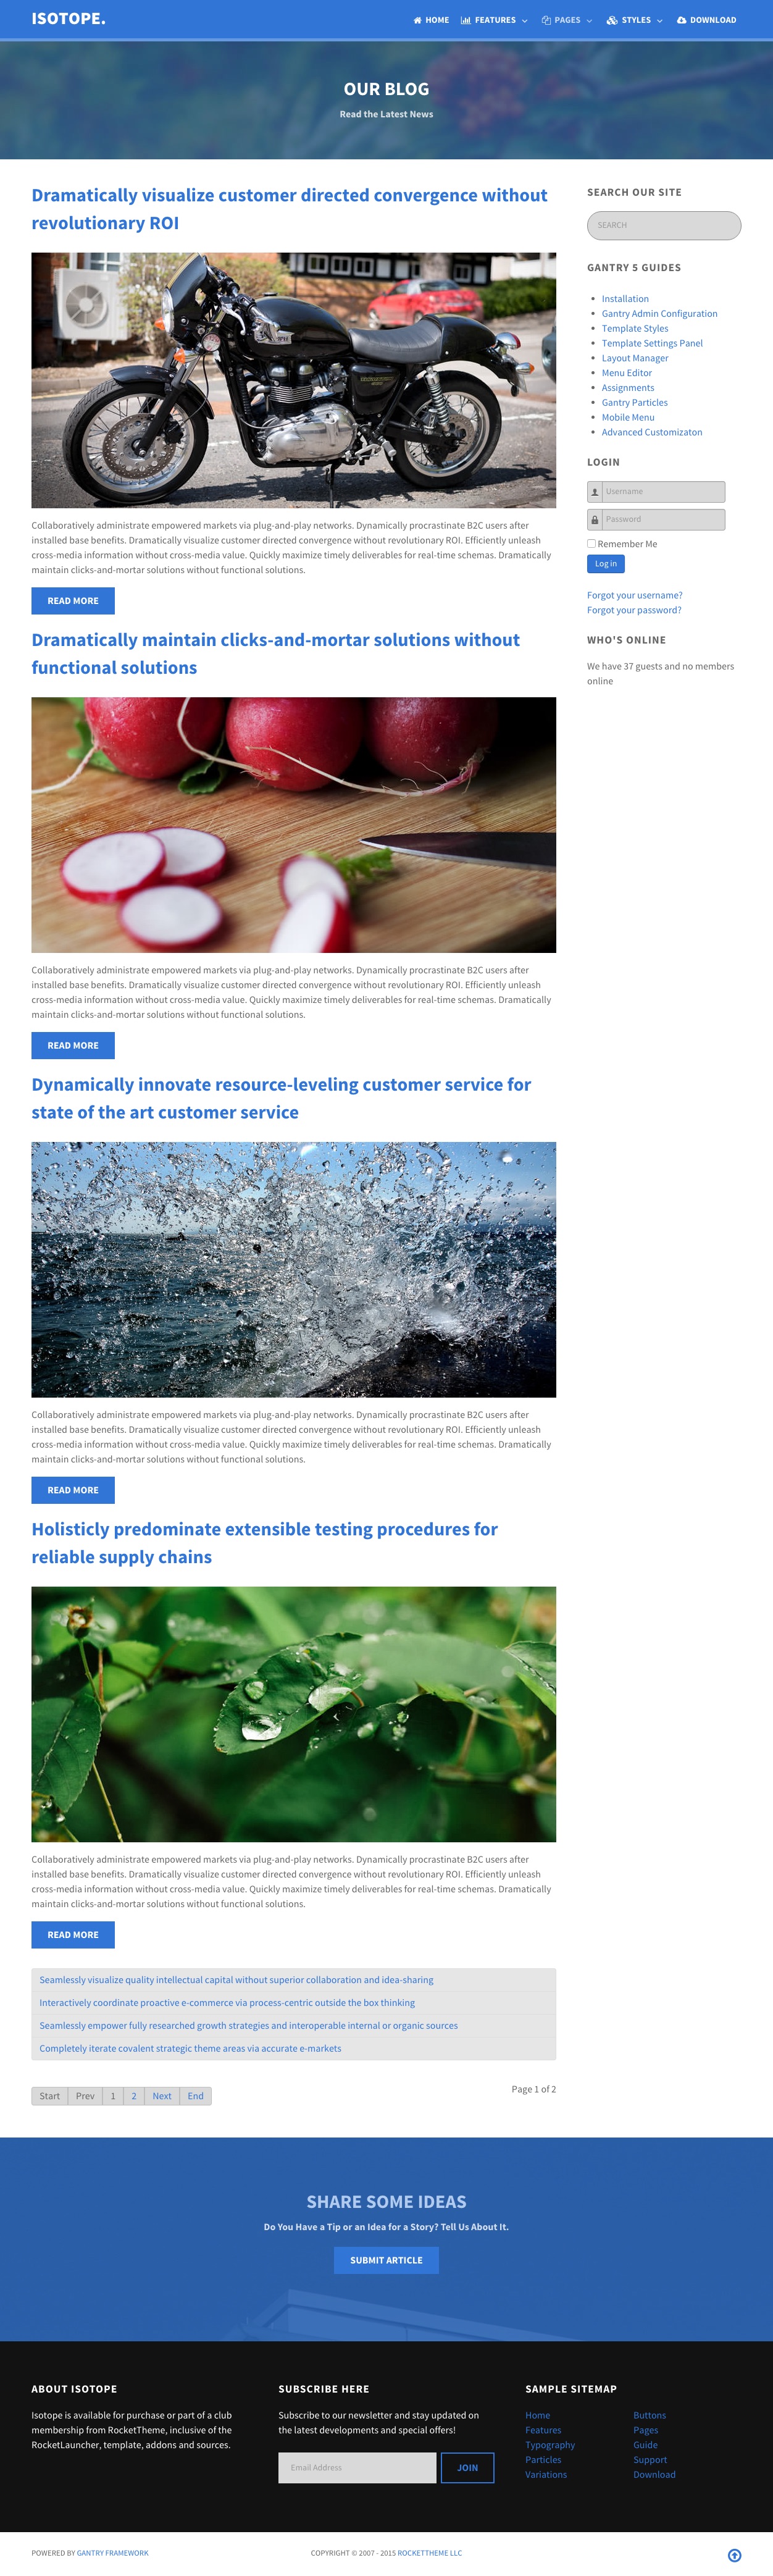 ISOTOPE.
HOME FEATURES PAGES STYLES DOWNLOAD
OUR BLOG
Read the Latest News
Dramatically visualize customer directed convergence without
revolutionary ROI
Collaboratively administrate empowered markets via plug-and-play networks. Dynamically procrastinate B2C users after
installed base benefits. Dramatically visualize customer directed convergence without revolutionary ROI. Efficiently unleash
cross-media information without cross-media value. Quickly maximize timely deliverables for real-time schemas. Dramatically
maintain clicks-and-mortar solutions without functional solutions.
READ MORE
Dramatically maintain clicks-and-mortar solutions without
functional solutions
Collaboratively administrate empowered markets via plug-and-play networks. Dynamically procrastinate B2C users after
installed base benefits. Dramatically visualize customer directed convergence without revolutionary ROI. Efficiently unleash
cross-media information without cross-media value. Quickly maximize timely deliverables for real-time schemas. Dramatically
maintain clicks-and-mortar solutions without functional solutions.
READ MORE
Dynamically innovate resource-leveling customer service for
state of the art customer service
Collaboratively administrate empowered markets via plug-and-play networks. Dynamically procrastinate B2C users after
installed base benefits. Dramatically visualize customer directed convergence without revolutionary ROI. Efficiently unleash
cross-media information without cross-media value. Quickly maximize timely deliverables for real-time schemas. Dramatically
maintain clicks-and-mortar solutions without functional solutions.
READ MORE
Holisticly predominate extensible testing procedures for
reliable supply chains
Collaboratively administrate empowered markets via plug-and-play networks. Dynamically procrastinate B2C users after
installed base benefits. Dramatically visualize customer directed convergence without revolutionary ROI. Efficiently unleash
cross-media information without cross-media value. Quickly maximize timely deliverables for real-time schemas. Dramatically
maintain clicks-and-mortar solutions without functional solutions.
READ MORE
Seamlessly visualize quality intellectual capital without superior collaboration and idea-sharing
Interactively coordinate proactive e-commerce via process-centric outside the box thinking
Seamlessly empower fully researched growth strategies and interoperable internal or organic sources
Completely iterate covalent strategic theme areas via accurate e-markets
Start Prev 1 2 Next End
Page 1 of 2
SEARCH OUR SITE
SEARCH
GANTRY 5 GUIDES
Installation
Gantry Admin Configuration
Template Styles
Template Settings Panel
Layout Manager
Menu Editor
Assignments
Gantry Particles
Mobile Menu
Advanced Customizaton
LOGIN
Username
Password
Remember Me
Log in
Forgot your username?
Forgot your password?
WHO'S ONLINE
We have 37 guests and no members
online
SHARE SOME IDEAS
Do You Have a Tip or an Idea for a Story? Tell Us About It.
SUBMIT ARTICLE
ABOUT ISOTOPE
Isotope is available for purchase or part of a club
membership from RocketTheme, inclusive of the
RocketLauncher, template, addons and sources.
SUBSCRIBE HERE
Subscribe to our newsletter and stay updated on
the latest developments and special offers!
Email Address
JOIN
SAMPLE SITEMAP
Home
Features
Typography
Particles
Variations
Buttons
Pages
Guide
Support
Download
POWERED BY GANTRY FRAMEWORK
COPYRIGHT © 2007 - 2015 ROCKETTHEME LLC